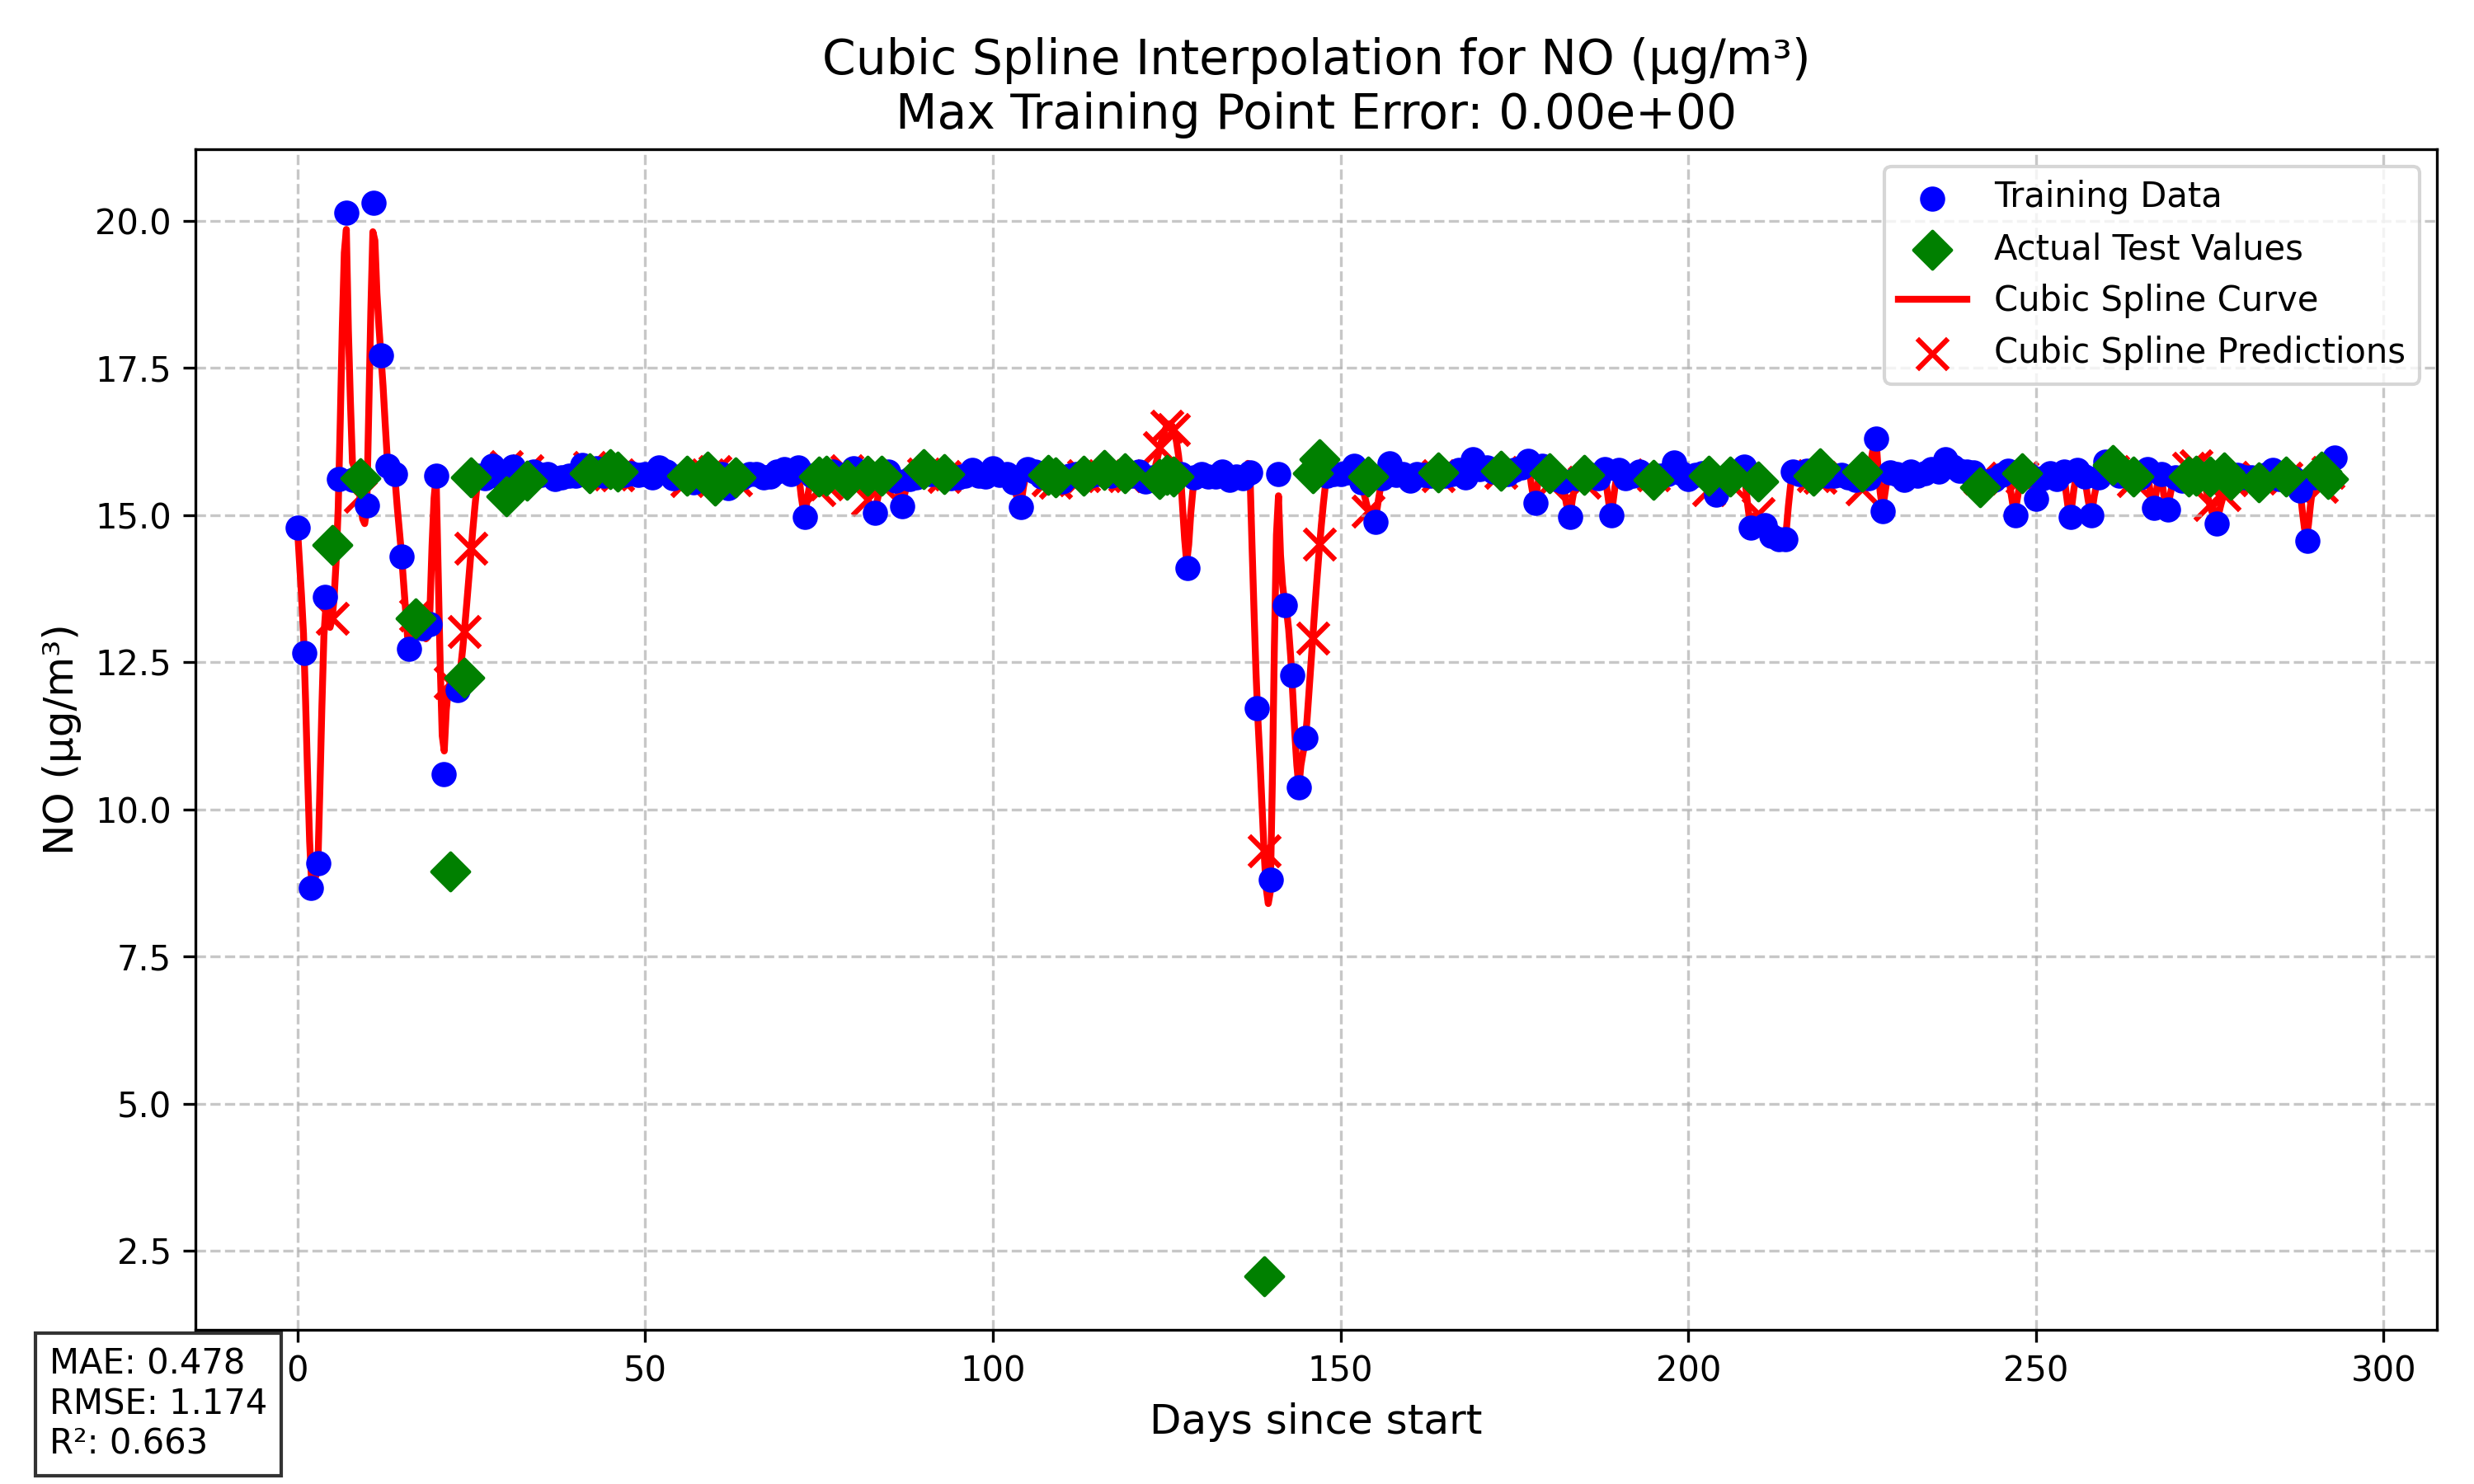 Cubic Spline Interpolation for NO (µg/m³)
Max Training Point Error: 0.00e+00
Training Data
Actual Test Values
Cubic Spline Curve
Cubic Spline Predictions
NO (µg/m³)
20.0
17.5
15.0
12.5
10.0
7.5
5.0
2.5
0 50 100 150 200 250 300
Days since start
MAE: 0.478
RMSE: 1.174
R²: 0.663